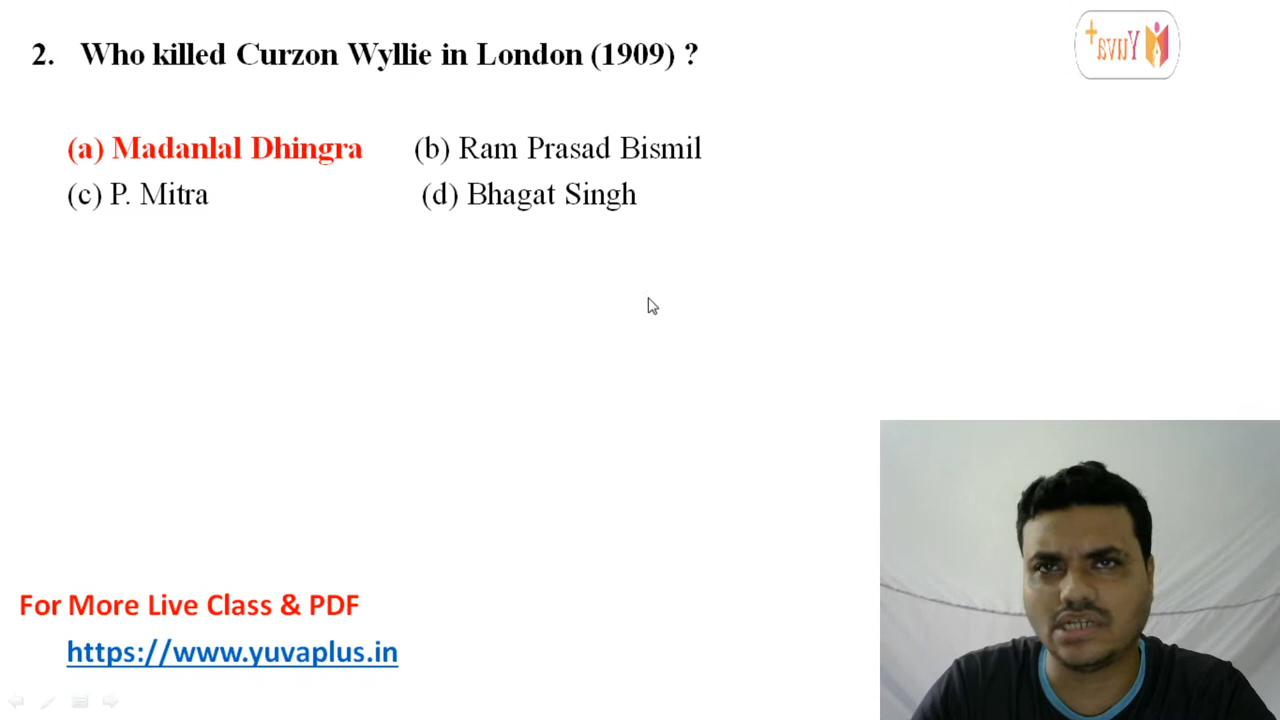 2. Who killed Curzon Wyllie in London (1909) ?
Yuva+
(a) Madanlal Dhingra (b) Ram Prasad Bismil
(c) P. Mitra (d) Bhagat Singh
For More Live Class & PDF
https://www.yuvaplus.in